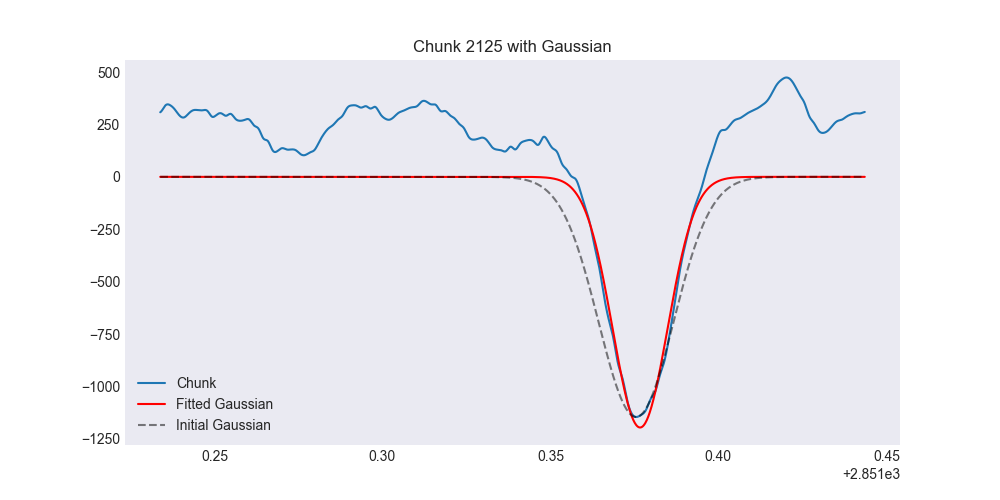 Chunk 2125 with Gaussian
500
250
0
−250
−500
−750
−1000
−1250
Chunk
Fitted Gaussian
Initial Gaussian
0.25 0.30 0.35 0.40 0.45
+2.851e3